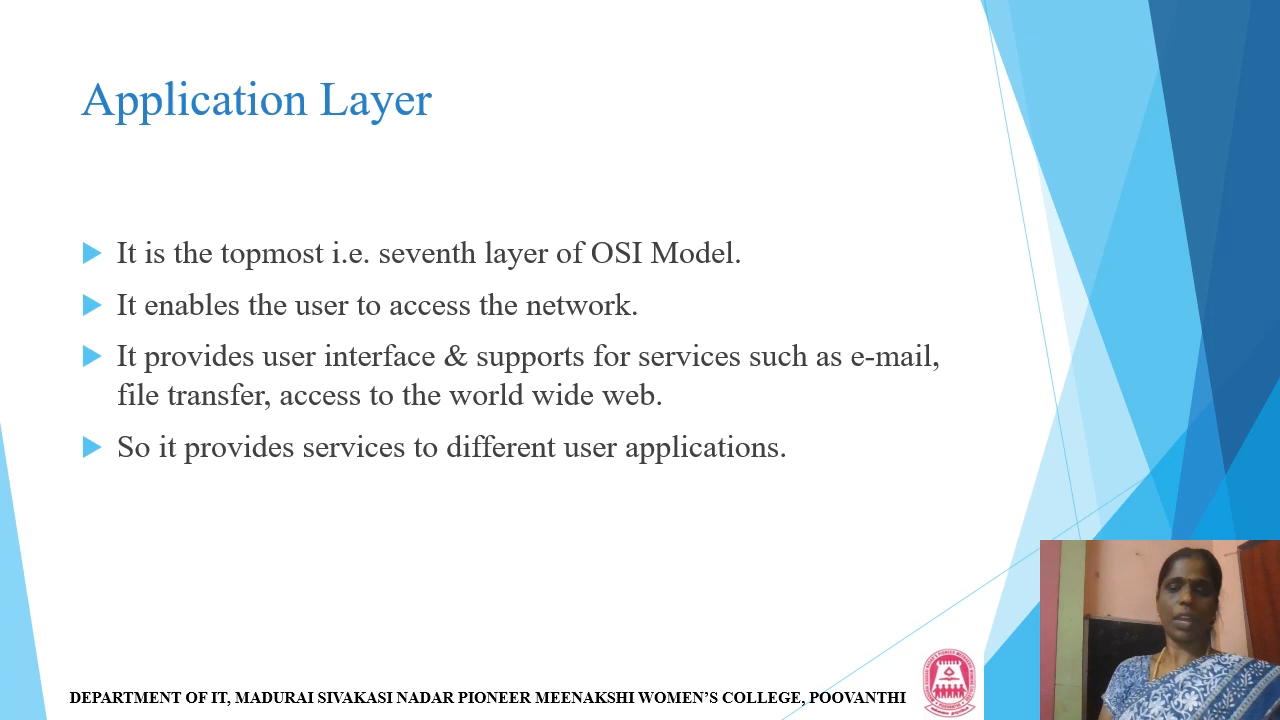 Application Layer
It is the topmost i.e. seventh layer of OSI Model.
It enables the user to access the network.
It provides user interface & supports for services such as e-mail,
file transfer, access to the world wide web.
So it provides services to different user applications.
DEPARTMENT OF IT, MADURAI SIVAKASI NADAR PIONEER MEENAKSHI WOMEN’S COLLEGE, POOVANTHI